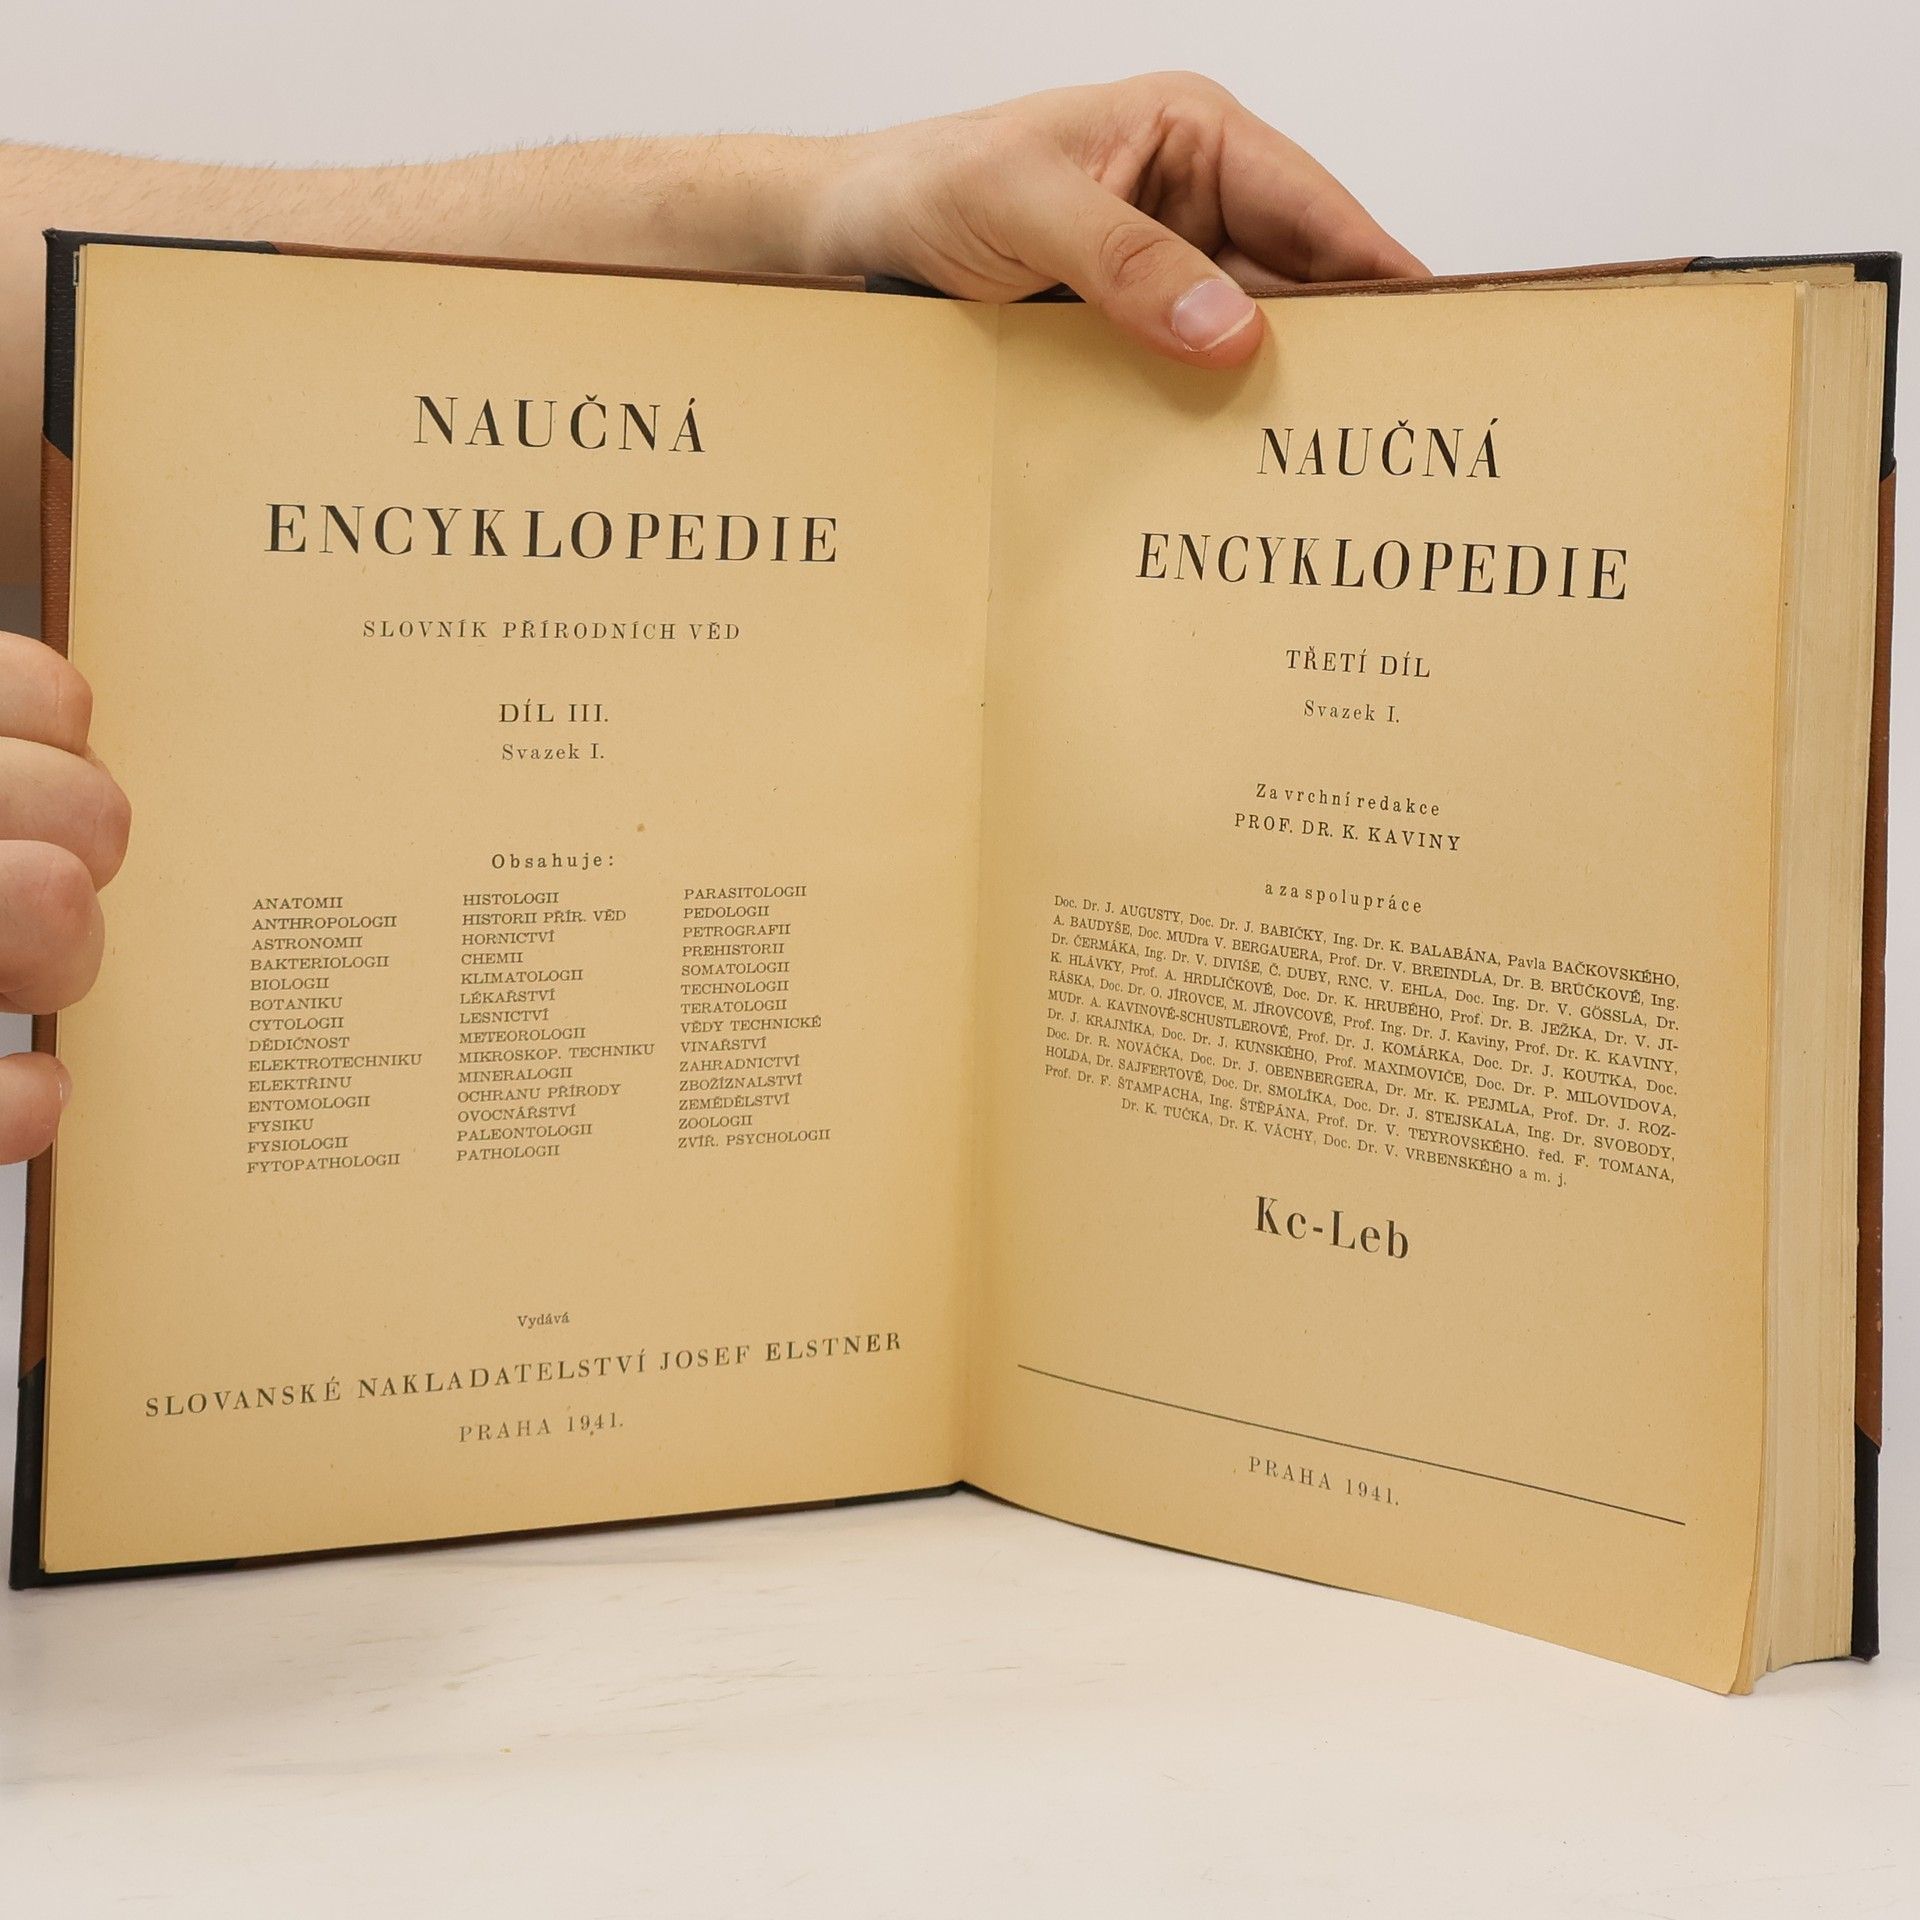 NAUČNÁ
ENCYKLOPEDIE
SLOVNÍK PŘÍRODNÍCH VĚD
DÍL III.
Svazek I.
Obsahuje:
ANATOMII
ANTHROPOLOGII
ASTRONOMII
BAKTERIOLOGII
BIOLOGII
BOTANIKU
CYTOLOGII
DĚDIČNOST
ELEKTROTECHNIKU
ELEKTŘINU
ENTOMOLOGII
FYSIKU
FYSIOLOGII
FYTOPATHOLOGII
HISTOLOGII
HISTORII PŘÍR. VĚD
HORNICTVÍ
CHEMII
KLIMATOLOGII
LÉKAŘSTVÍ
LESNICTVÍ
METEOROLOGII
MIKROSKOP. TECHNIKU
MINERALOGII
OCHRANU PŘÍRODY
OVOCNÁŘSTVÍ
PALEONTOLOGII
PATHOLOGII
PARASITOLOGII
PEDOLOGII
PETROGRAFII
PREHISTORII
SOMATOLOGII
TECHNOLOGII
TERATOLOGII
VĚDY TECHNICKÉ
VINAŘSTVÍ
ZAHRADNICTVÍ
ZBOŽÍZNALSTVÍ
ZEMĚDĚLSTVÍ
ZOOLOGII
ZVÍŘ. PSYCHOLOGII
Vydává
SLOVANSKÉ NAKLADATELSTVÍ JOSEF ELSTNER
PRAHA 1941.
NAUČNÁ
ENCYKLOPEDIE
TŘETÍ DÍL
Svazek I.
Za vrchní redakce
PROF. DR. K. KAVINY
a za spolupráce
Doc. Dr. J. AUGUSTY, Doc. Dr. J. BABIČKY, Ing. Dr. K. BALABÁNA, Pavla BAČKOVSKÉHO,
A. BAUDYŠE, Doc. MUDra V. BERGAUERA, Prof. Dr. V. BREINDLA, Dr. B. BRŮČKOVÉ, Ing.
Dr. ČERMÁKA, Ing. Dr. V. DIVIŠE, Č. DUBY, RNC. V. EHLA, Doc. Ing. Dr. V. GÖSSLA, Dr.
K. HLÁVKY, Prof. A. HRDLIČKOVÉ, Doc. Dr. K. HRUBÉHO, Prof. Dr. B. JEŽKA, Dr. V. JI-
RÁSKA, Doc. Dr. O. JÍROVCE, M. JÍROVCOVÉ, Prof. Ing. Dr. J. Kaviny, Prof. Dr. K. KAVINY,
MUDr. A. KAVINOVÉ-SCHUSTLEROVÉ, Prof. Dr. J. KOMÁRKA, Doc. Dr. J. KOUTKA, Doc.
Dr. J. KRAJNÍKA, Doc. Dr. J. KUNSKÉHO, Prof. MAXIMOVIČE, Doc. Dr. P. MILOVIDOVA,
Doc. Dr. R. NOVÁČKA, Doc. Dr. J. OBENBERGERA, Dr. Mr. K. PEJMLA, Prof. Dr. J. ROZ-
HOLDA, Dr. SAJFERTOVÉ, Doc. Dr. SMOLÍKA, Doc. Dr. J. STEJSKALA, Ing. Dr. SVOBODY,
Prof. Dr. F. ŠTAMPACHA, Ing. ŠTĚPÁNA, Prof. Dr. V. TEYROVSKÉHO. řed. F. TOMANA,
Dr. K. TUČKA, Dr. K. VÁCHY, Doc. Dr. V. VRBENSKÉHO a m. j.
Kc-Leb
PRAHA 1941.